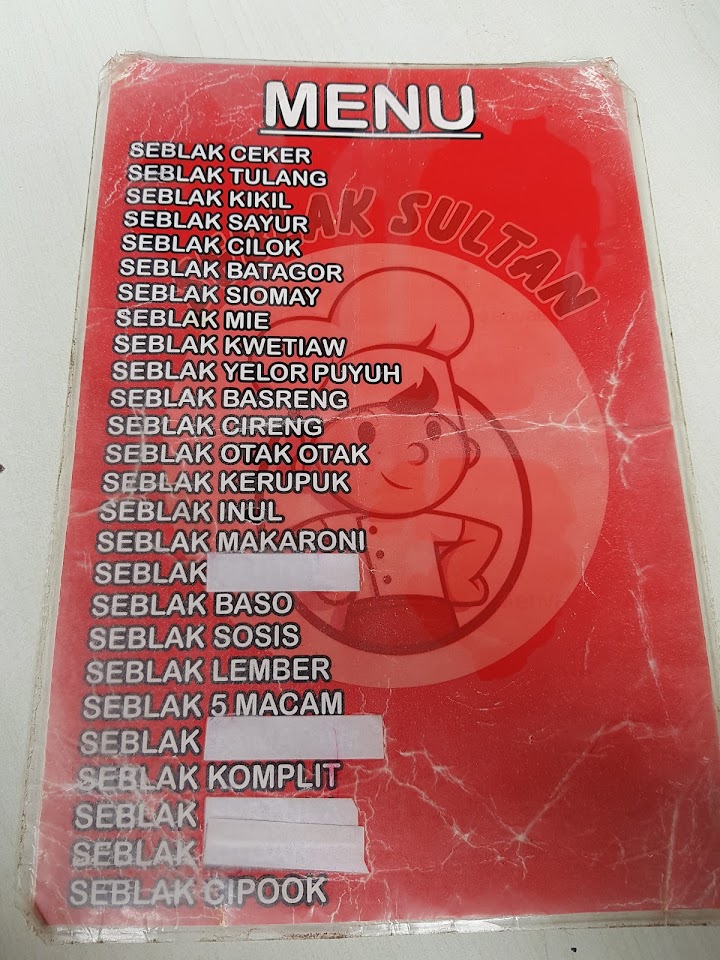 MENU
SEBLAK CEKER
SEBLAK TULANG
SEBLAK KIKIL
SEBLAK SAYUR
SEBLAK CILOK
SEBLAK BATAGOR
SEBLAK SIOMAY
SEBLAK MIE
SEBLAK KWETIAW
SEBLAK YELOR PUYUH
SEBLAK BASRENG
SEBLAK CIRENG
SEBLAK OTAK OTAK
SEBLAK KERUPUK
SEBLAK INUL
SEBLAK MAKARONI
SEBLAK
SEBLAK BASO
SEBLAK SOSIS
SEBLAK LEMBER
SEBLAK 5 MACAM
SEBLAK
SEBLAK KOMPLIT
SEBLAK
SEBLAK
SEBLAK CIPOOK
SULTAN